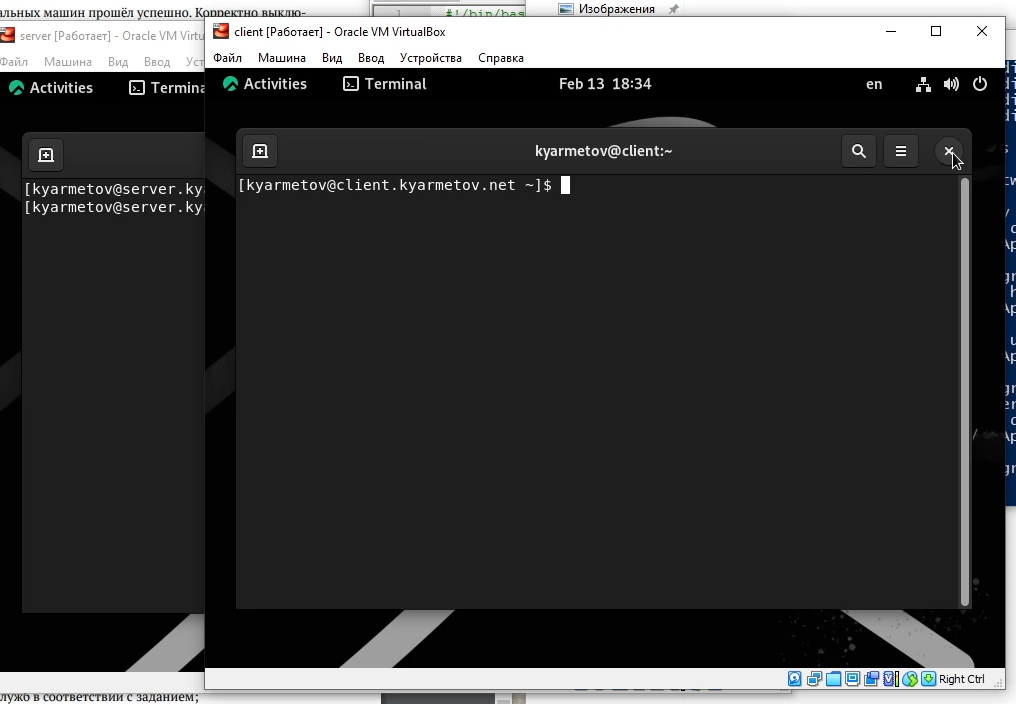 альных машин прошёл успешно. Корректно выклю-
#!/bin/bas
Изображения
server [Работает] - Oracle VM Virtu
client [Работает] - Oracle VM VirtualBox
Файл Машина Вид Ввод Уст
Файл Машина Вид Ввод Устройства Справка
Activities Termina
Activities Terminal Feb 13 18:34 en
kyarmetov@client:~
[kyarmetov@server.ky
[kyarmetov@server.ky
[kyarmetov@client.kyarmetov.net ~]$
Right Ctrl
лужб в соответствии с заданием;